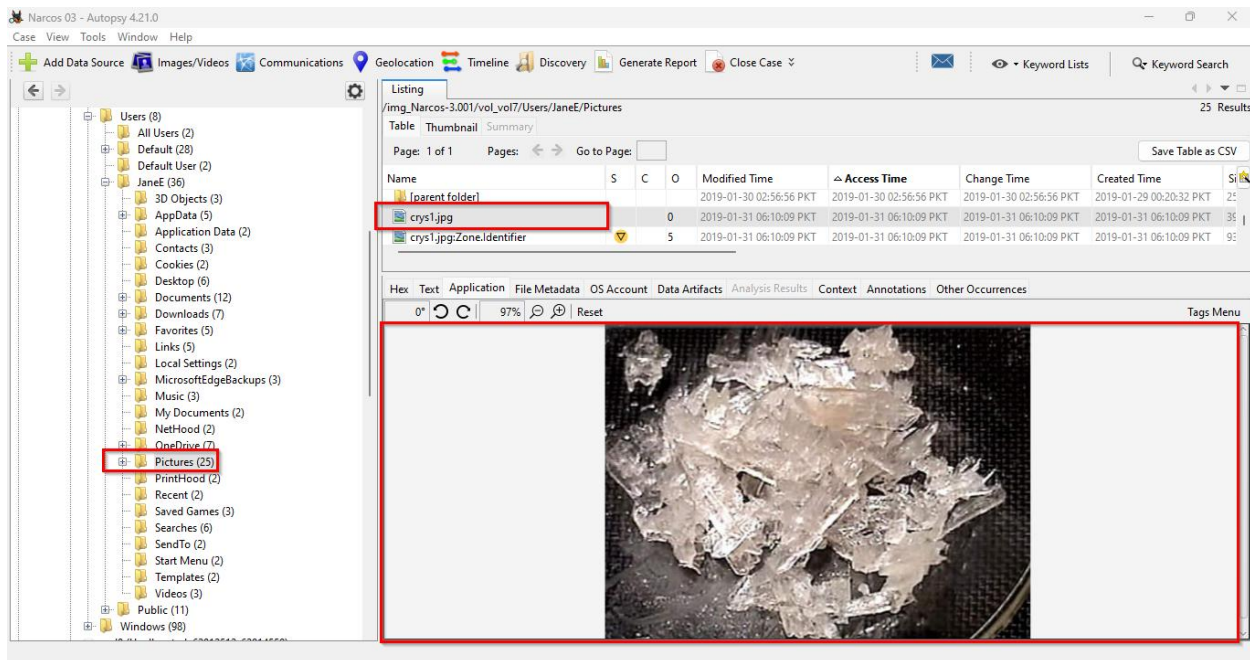 Narcos 03 - Autopsy 4.21.0
Case View Tools Window Help
Add Data Source Images/Videos Communications Geolocation Timeline Discovery Generate Report Close Case Keyword Lists Keyword Search
Listing
/img_Narcos-3.001/vol_vol7/Users/JaneE/Pictures
25 Results
Table Thumbnail Summary
Page: 1 of 1 Pages: Go to Page: Save Table as CSV
Name S C O Modified Time Access Time Change Time Created Time Si
[parent folder] 2019-01-30 02:56:56 PKT 2019-01-30 02:56:56 PKT 2019-01-30 02:56:56 PKT 2019-01-29 00:20:32 PKT 25
crys1.jpg 0 2019-01-31 06:10:09 PKT 2019-01-31 06:10:09 PKT 2019-01-31 06:10:09 PKT 2019-01-31 06:10:09 PKT 39
crys1.jpg:Zone.Identifier 5 2019-01-31 06:10:09 PKT 2019-01-31 06:10:09 PKT 2019-01-31 06:10:09 PKT 2019-01-31 06:10:09 PKT 93
Hex Text Application File Metadata OS Account Data Artifacts Analysis Results Context Annotations Other Occurrences
0° 97% Reset Tags Menu
Users (8)
All Users (2)
Default (28)
Default User (2)
JaneE (36)
3D Objects (3)
AppData (5)
Application Data (2)
Contacts (3)
Cookies (2)
Desktop (6)
Documents (12)
Downloads (7)
Favorites (5)
Links (5)
Local Settings (2)
MicrosoftEdgeBackups (3)
Music (3)
My Documents (2)
NetHood (2)
OneDrive (7)
Pictures (25)
PrintHood (2)
Recent (2)
Saved Games (3)
Searches (6)
SendTo (2)
Start Menu (2)
Templates (2)
Videos (3)
Public (11)
Windows (98)